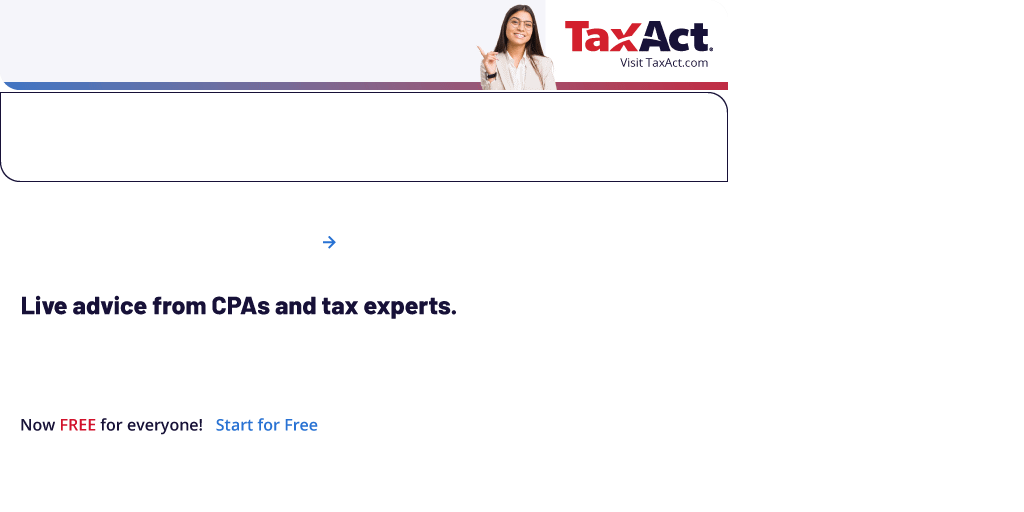 TaxAct.
Visit TaxAct.com
Live advice from CPAs and tax experts.
Now FREE for everyone! Start for Free